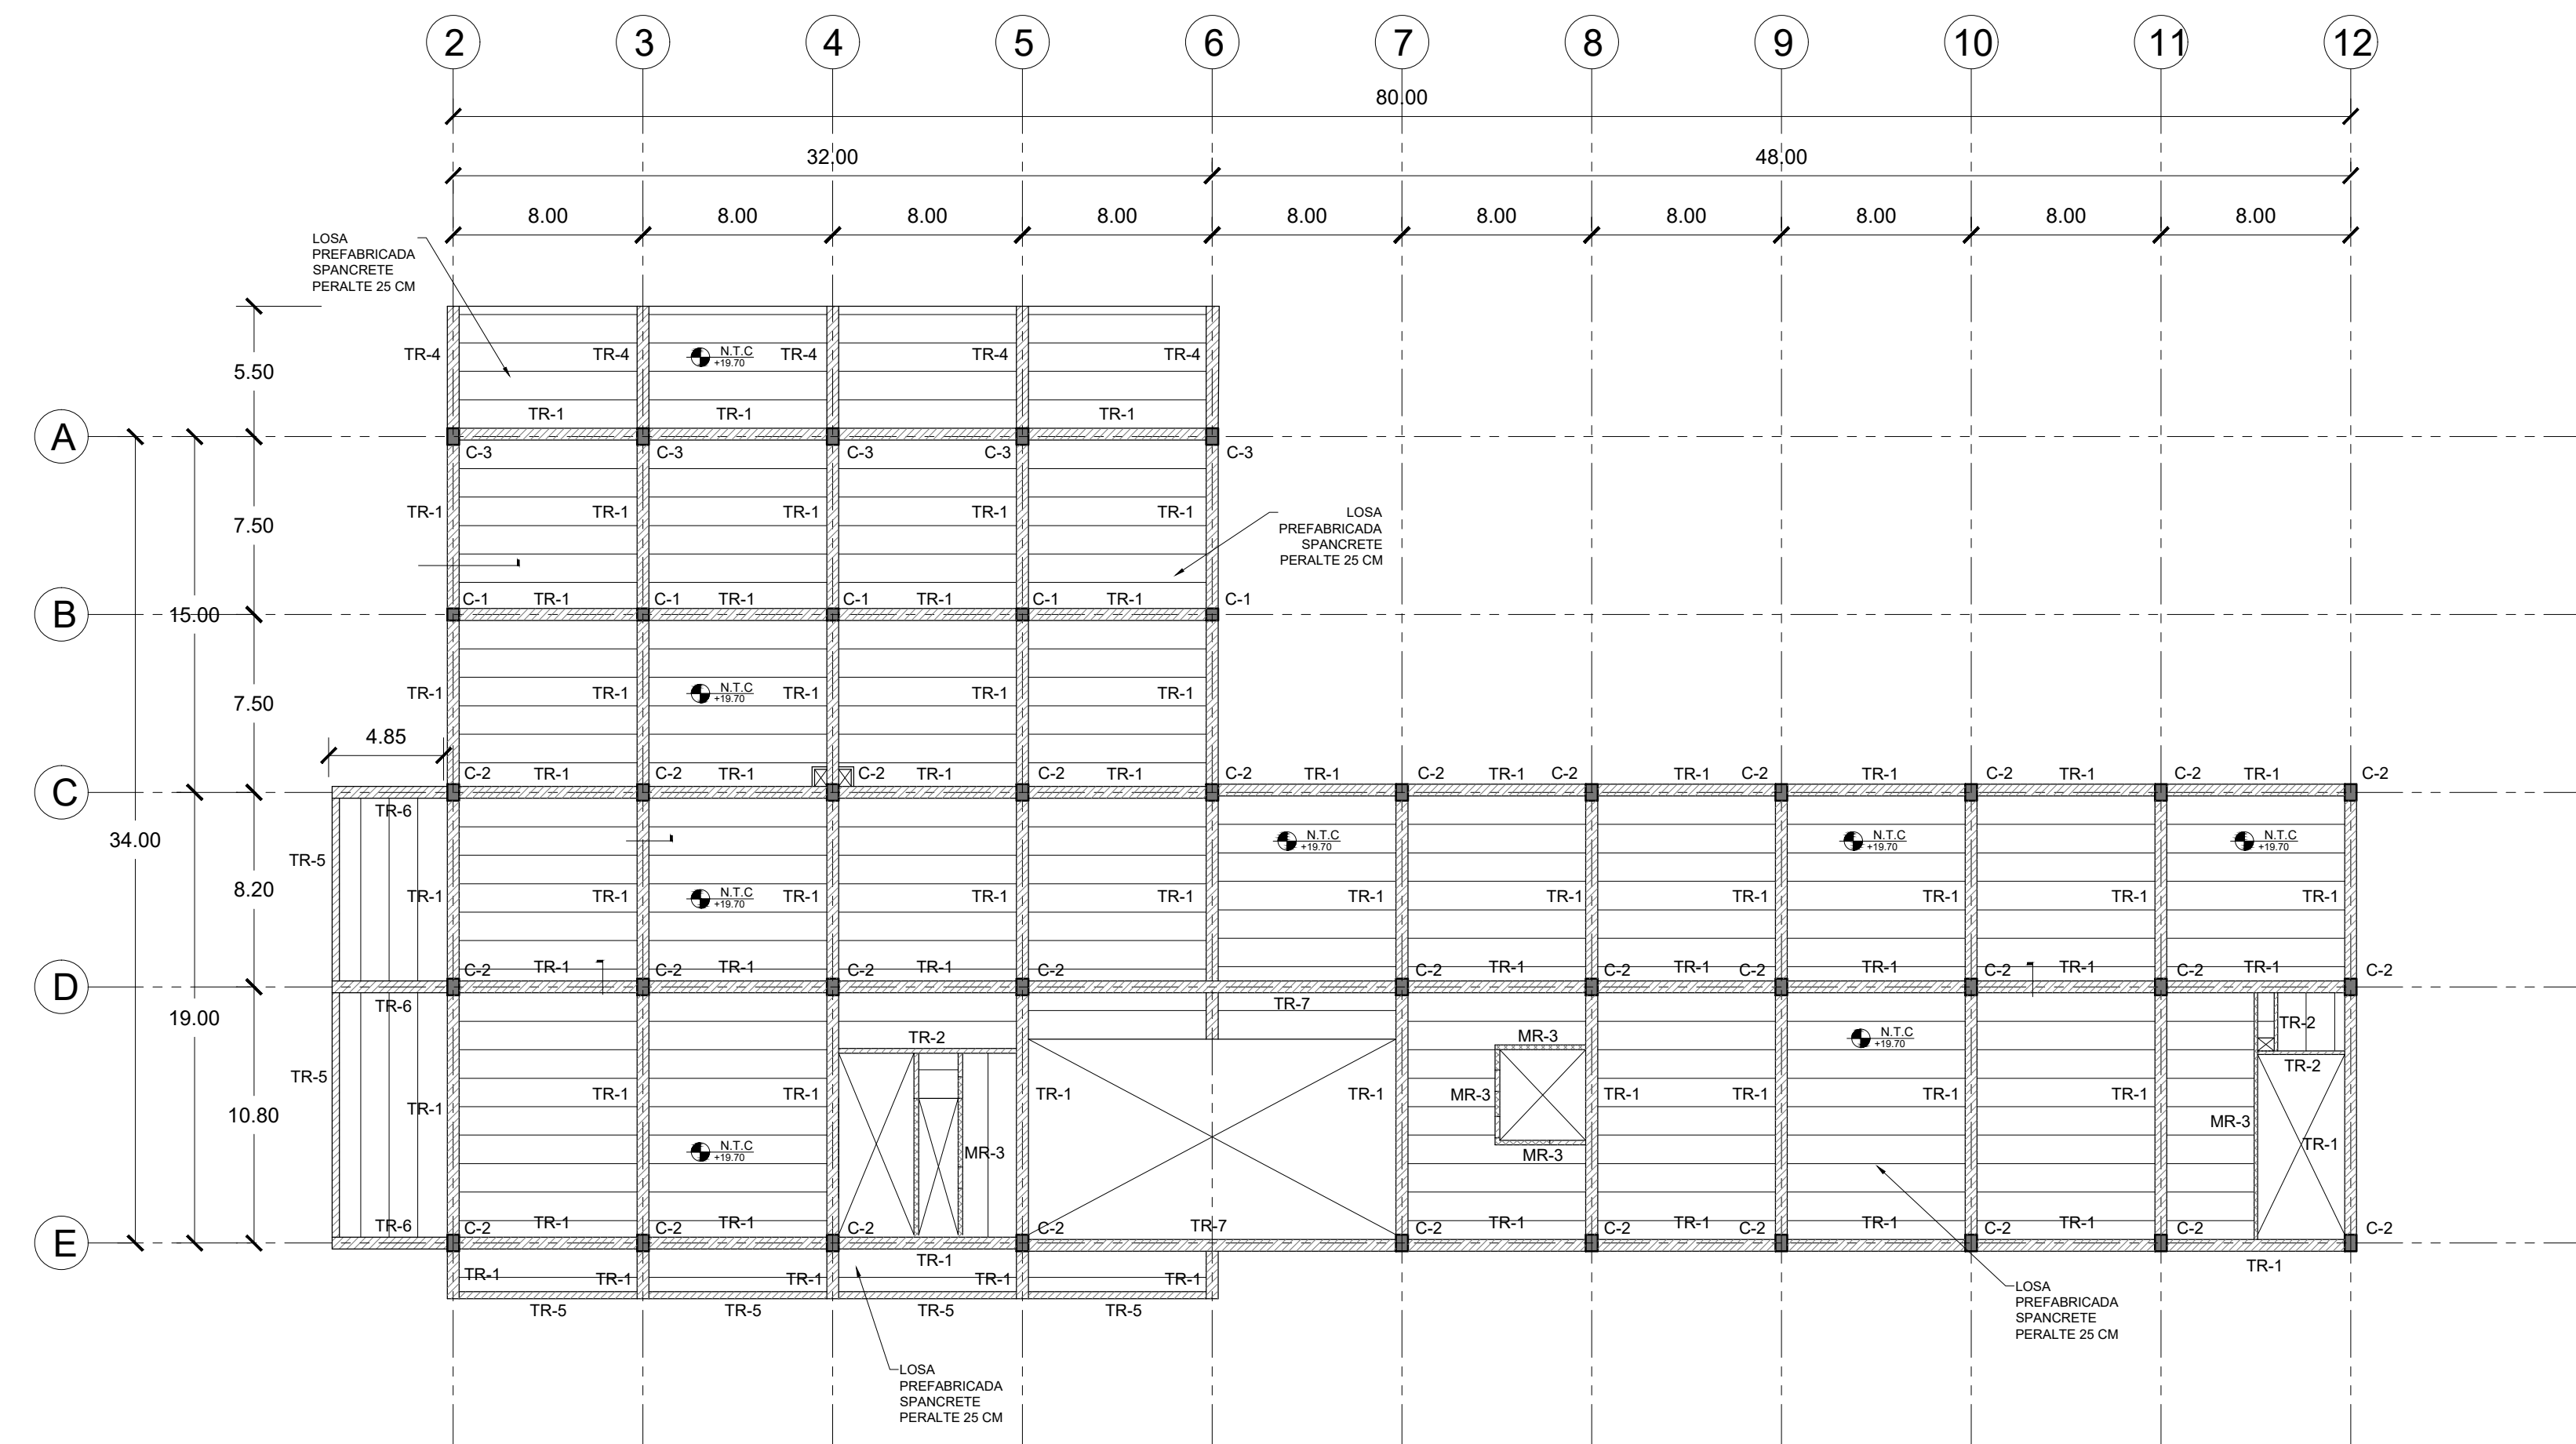 2 3 4 5 6 7 8 9 10 11 12
80.00
32.00 48.00
8.00 8.00 8.00 8.00 8.00 8.00 8.00 8.00 8.00 8.00
LOSA
PREFABRICADA
SPANCRETE
PERALTE 25 CM
5.50
TR-4 TR-4 N.T.C TR-4 TR-4 TR-4
+19.70
TR-1 TR-1 TR-1
A
C-3 C-3 C-3 C-3 C-3
7.50
TR-1 TR-1 TR-1 TR-1 TR-1
LOSA
PREFABRICADA
SPANCRETE
PERALTE 25 CM
C-1 TR-1 C-1 TR-1 C-1 TR-1 C-1 TR-1 C-1
B
15.00
TR-1 TR-1 N.T.C TR-1 TR-1 TR-1
+19.70
7.50
4.85
C-2 TR-1 C-2 TR-1 C-2 TR-1 C-2 TR-1 C-2 TR-1 C-2 TR-1 C-2 TR-1 C-2 TR-1 C-2 TR-1 C-2 TR-1 C-2
C
TR-6
34.00
N.T.C N.T.C N.T.C
+19.70 +19.70 +19.70
TR-5
8.20
TR-1 TR-1 N.T.C TR-1 TR-1 TR-1 TR-1 TR-1 TR-1 TR-1 TR-1
+19.70
C-2 TR-1 C-2 TR-1 C-2 TR-1 C-2 C-2 TR-1 C-2 TR-1 C-2 TR-1 C-2 TR-1 C-2 TR-1 C-2
D
TR-6 TR-7
19.00
TR-2 MR-3 N.T.C TR-2
+19.70
TR-2
TR-5
TR-1 TR-1 TR-1 TR-1 TR-1 MR-3 TR-1 TR-1 TR-1 TR-1
10.80
MR-3
N.T.C MR-3 MR-3 TR-1
+19.70
TR-6 C-2 TR-1 C-2 TR-1 C-2 C-2 TR-7 C-2 TR-1 C-2 TR-1 C-2 TR-1 C-2 TR-1 C-2 C-2
E
TR-1 TR-1
TR-1 TR-1 TR-1 TR-1 TR-1
TR-5 TR-5 TR-5 TR-5
LOSA
PREFABRICADA
SPANCRETE
PERALTE 25 CM
LOSA
PREFABRICADA
SPANCRETE
PERALTE 25 CM